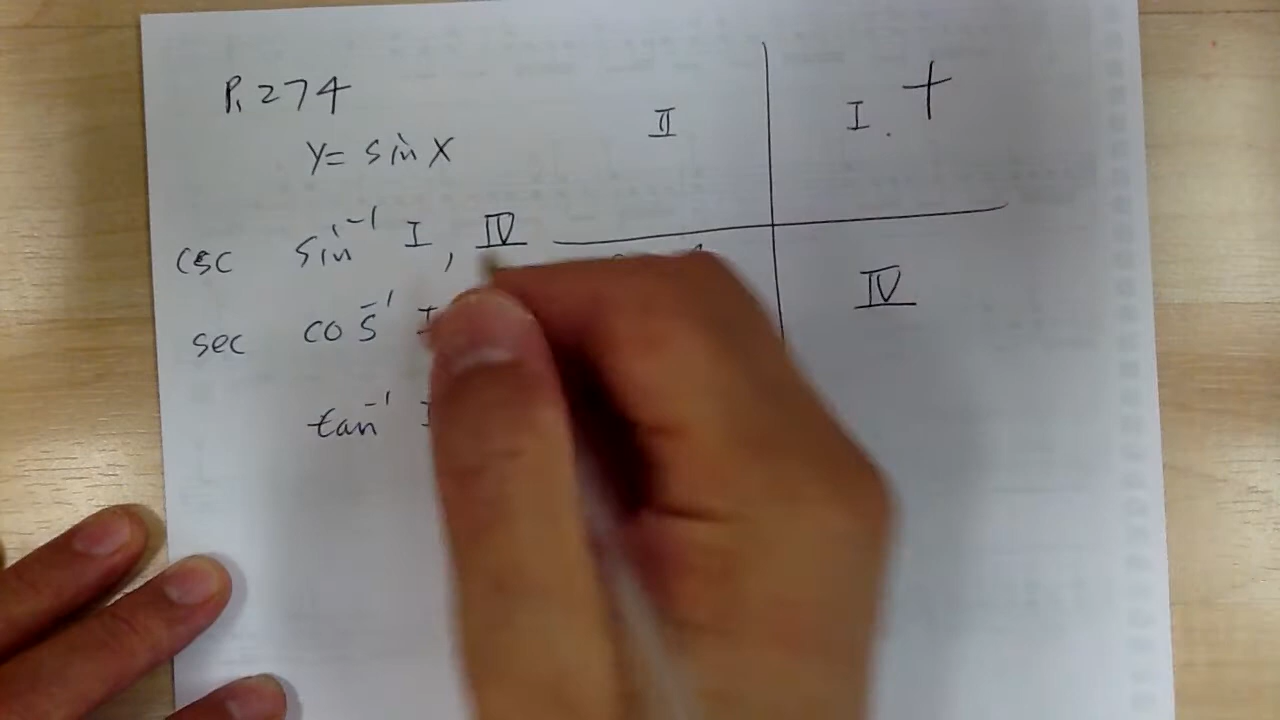 P. 274
y = sin x
II I. +
csc sin⁻¹ I, IV
IV
sec cos⁻¹ I
tan⁻¹ I